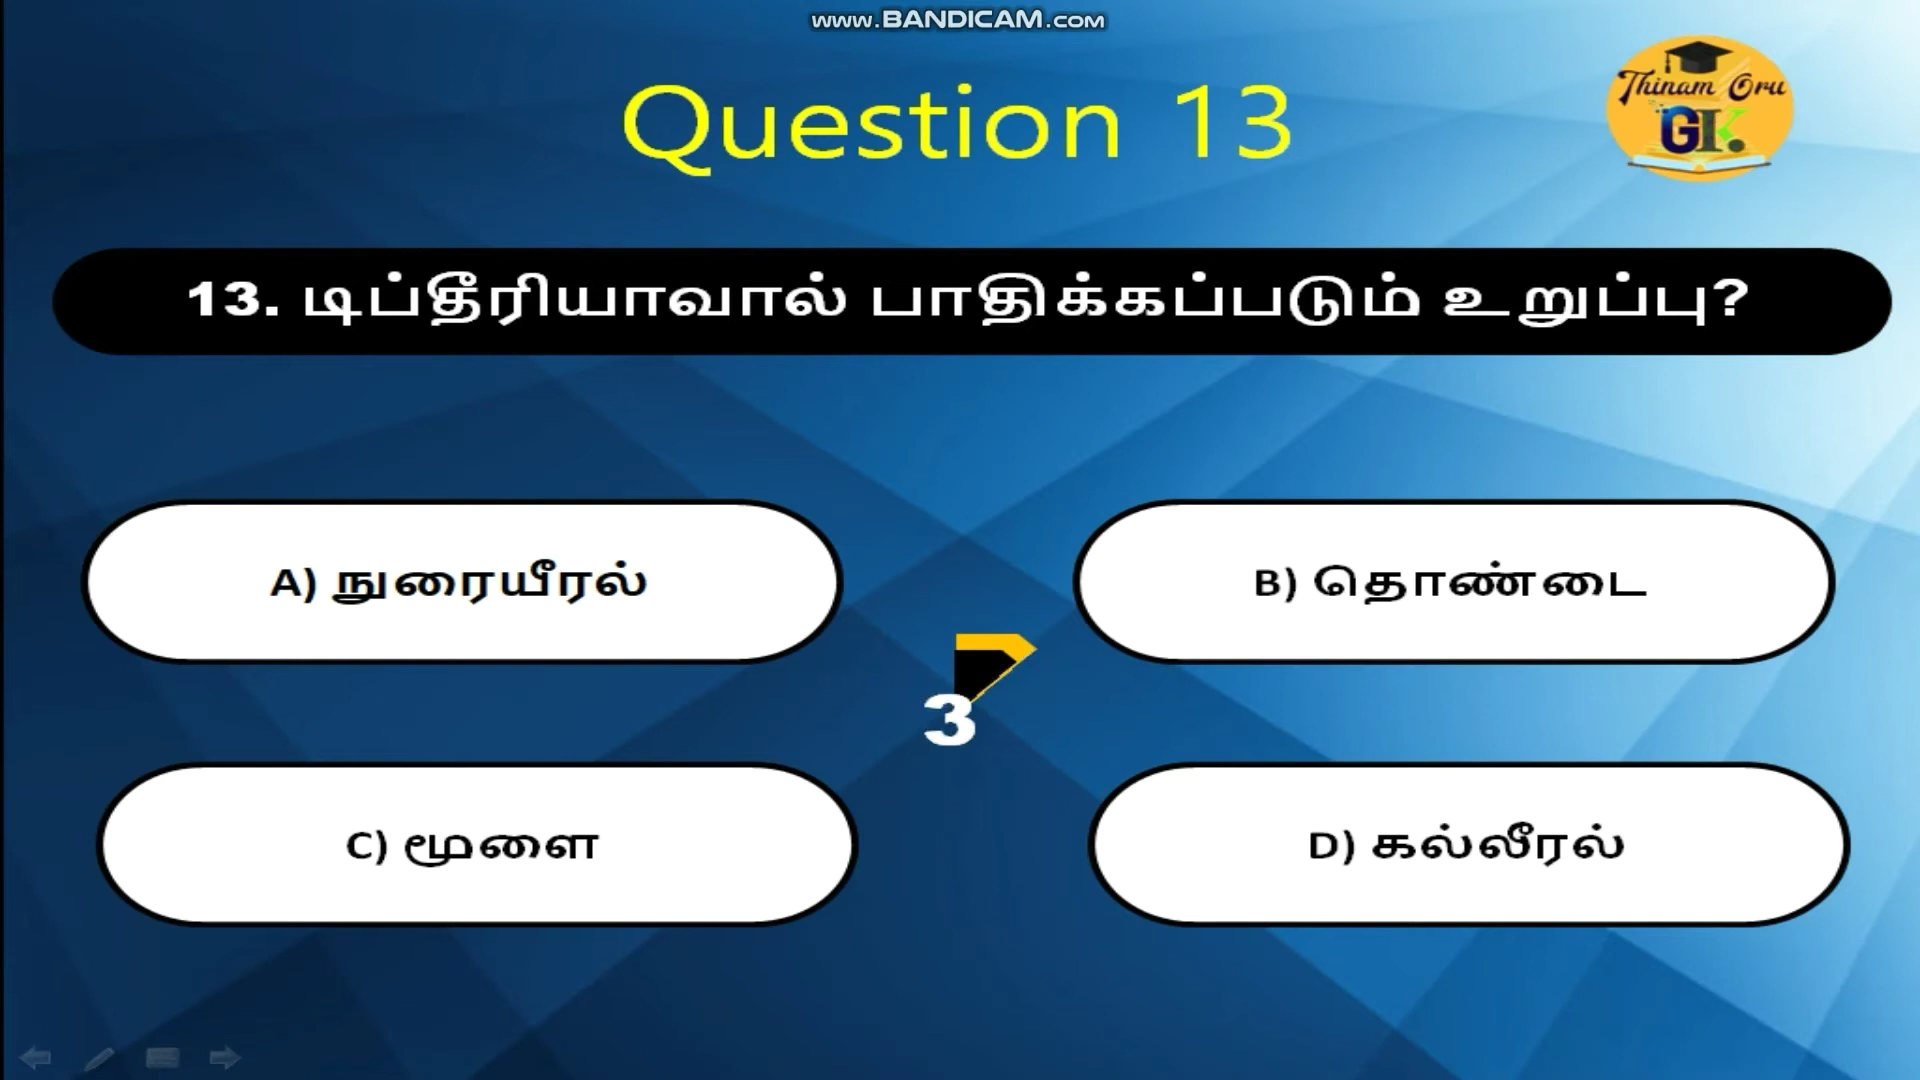 www.BANDICAM.com
Question 13
Thinam Oru
GK.
13. டிப்தீரியாவால் பாதிக்கப்படும் உறுப்பு?
A) நுரையீரல்
B) தொண்டை
3
C) மூளை
D) கல்லீரல்